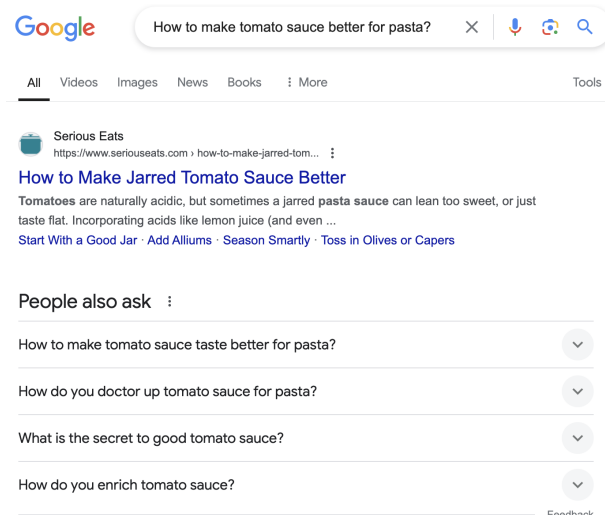 Google
How to make tomato sauce better for pasta?
All Videos Images News Books More Tools
Serious Eats
https://www.seriouseats.com › how-to-make-jarred-tom...
How to Make Jarred Tomato Sauce Better
Tomatoes are naturally acidic, but sometimes a jarred pasta sauce can lean too sweet, or just
taste flat. Incorporating acids like lemon juice (and even ...
Start With a Good Jar · Add Alliums · Season Smartly · Toss in Olives or Capers
People also ask
How to make tomato sauce taste better for pasta?
How do you doctor up tomato sauce for pasta?
What is the secret to good tomato sauce?
How do you enrich tomato sauce?
Feedback